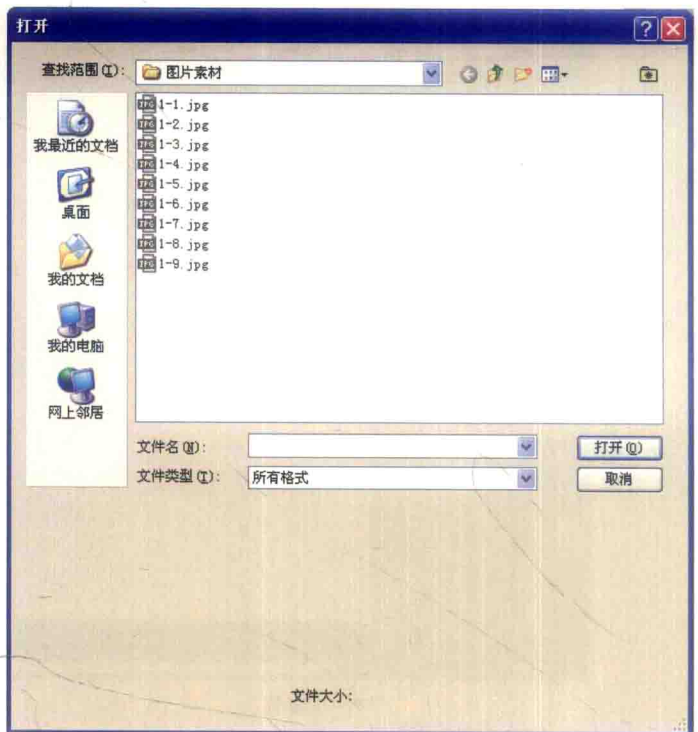 打开
查找范围(I):
图片素材
我最近的文档
桌面
我的文档
我的电脑
网上邻居
1-1.jpg
1-2.jpg
1-3.jpg
1-4.jpg
1-5.jpg
1-6.jpg
1-7.jpg
1-8.jpg
1-9.jpg
文件名(N):
打开(O)
文件类型(T):
所有格式
取消
文件大小: